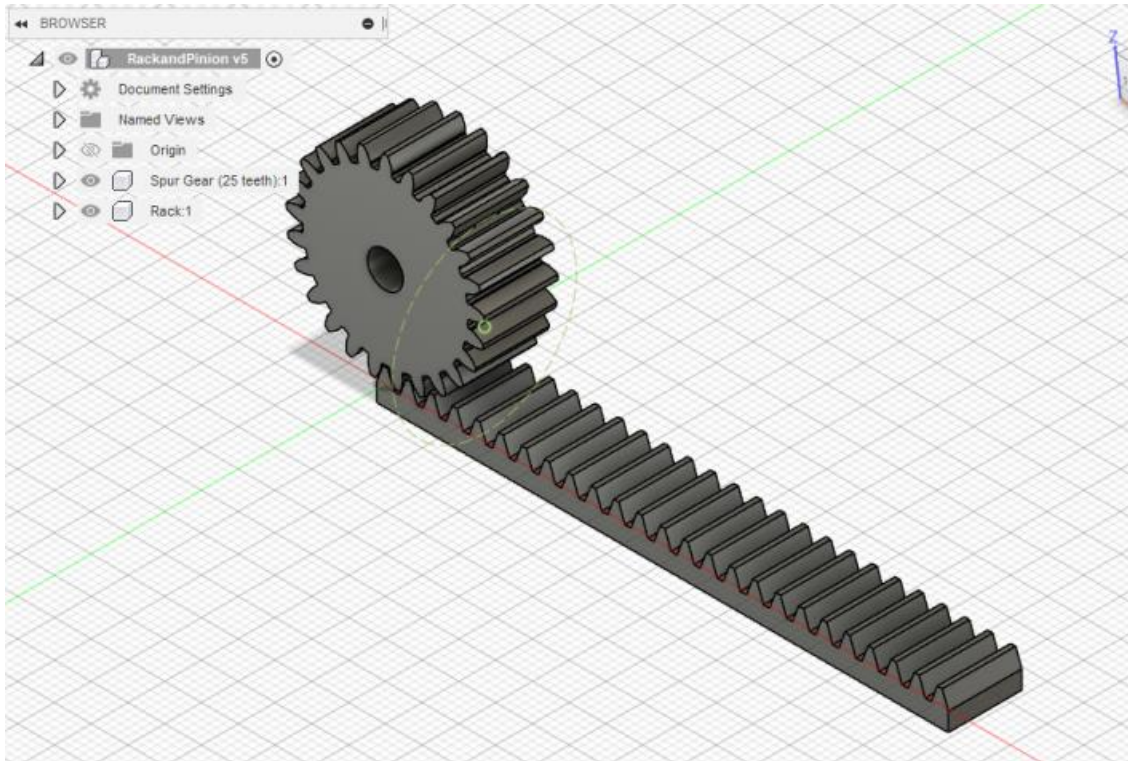 BROWSER
RackandPinion v5
Document Settings
Named Views
Origin
Spur Gear (25 teeth):1
Rack:1
Z